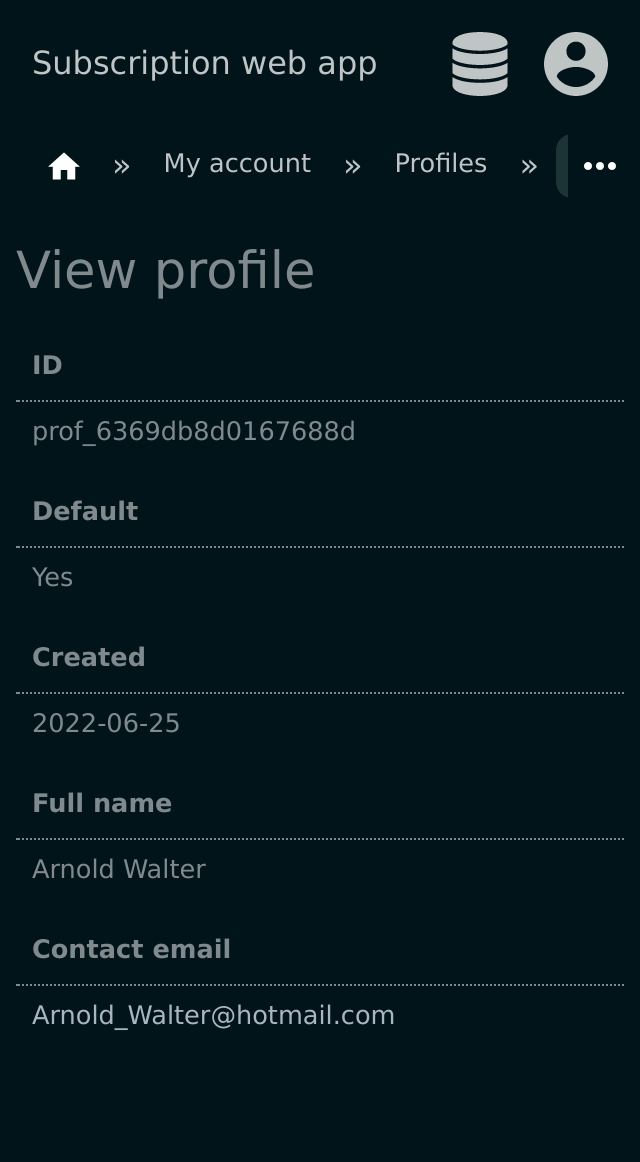 Subscription web app
» My account » Profiles »
View profile
ID
prof_6369db8d0167688d
Default
Yes
Created
2022-06-25
Full name
Arnold Walter
Contact email
Arnold_Walter@hotmail.com